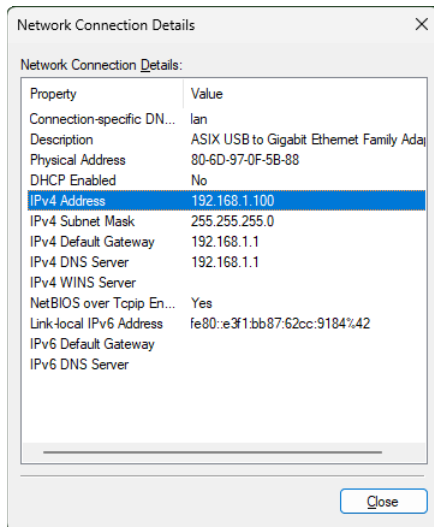 Network Connection Details
Network Connection Details:
Property Value
Connection-specific DN... lan
Description ASIX USB to Gigabit Ethernet Family Ada
Physical Address 80-6D-97-0F-5B-88
DHCP Enabled No
IPv4 Address 192.168.1.100
IPv4 Subnet Mask 255.255.255.0
IPv4 Default Gateway 192.168.1.1
IPv4 DNS Server 192.168.1.1
IPv4 WINS Server
NetBIOS over Tcpip En... Yes
Link-local IPv6 Address fe80::e3f1:bb87:62cc:9184%42
IPv6 Default Gateway
IPv6 DNS Server
Close